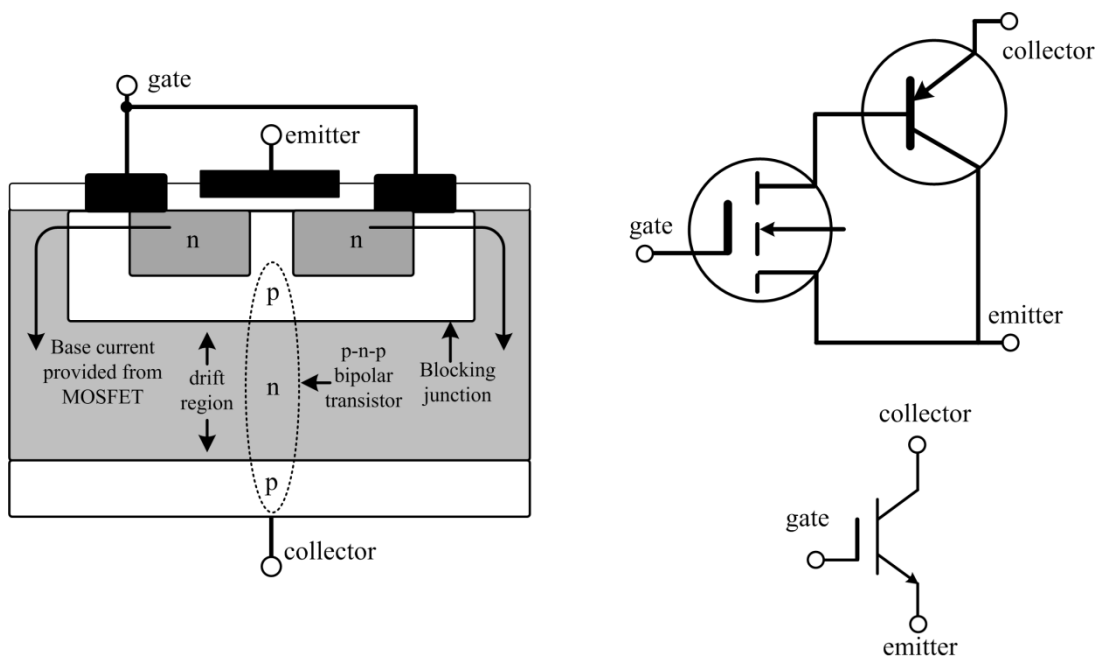 gate
emitter
n
n
p
Base current
provided from
MOSFET
drift
region
n
p-n-p
bipolar
transistor
Blocking
junction
p
collector
collector
gate
emitter
collector
gate
emitter